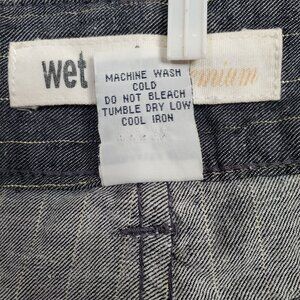 wet
MACHINE WASH
COLD
DO NOT BLEACH
TUMBLE DRY LOW
COOL IRON